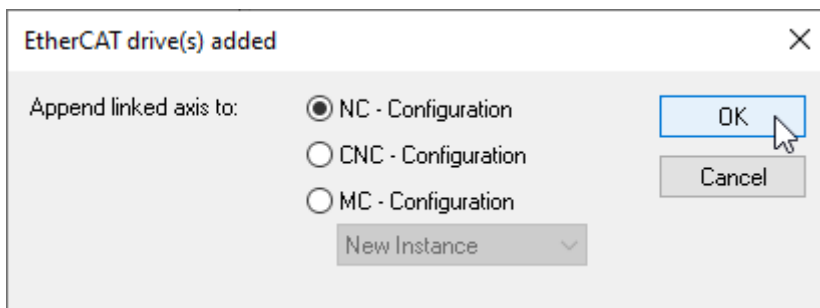 EtherCAT drive(s) added
Append linked axis to:
NC - Configuration
OK
CNC - Configuration
Cancel
MC - Configuration
New Instance